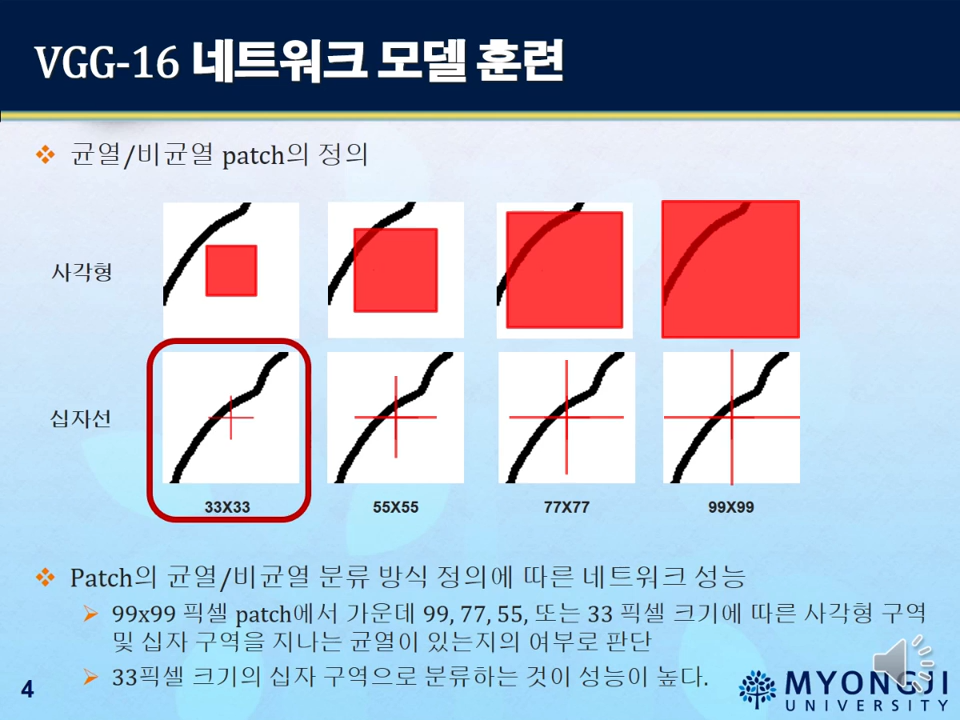 VGG-16 네트워크 모델 훈련
균열/비균열 patch의 정의
사각형
십자선
33X33 55X55 77X77 99X99
Patch의 균열/비균열 분류 방식 정의에 따른 네트워크 성능
99x99 픽셀 patch에서 가운데 99, 77, 55, 또는 33 픽셀 크기에 따른 사각형 구역
및 십자 구역을 지나는 균열이 있는지의 여부로 판단
33픽셀 크기의 십자 구역으로 분류하는 것이 성능이 높다.
4
MYONGJI
UNIVERSITY